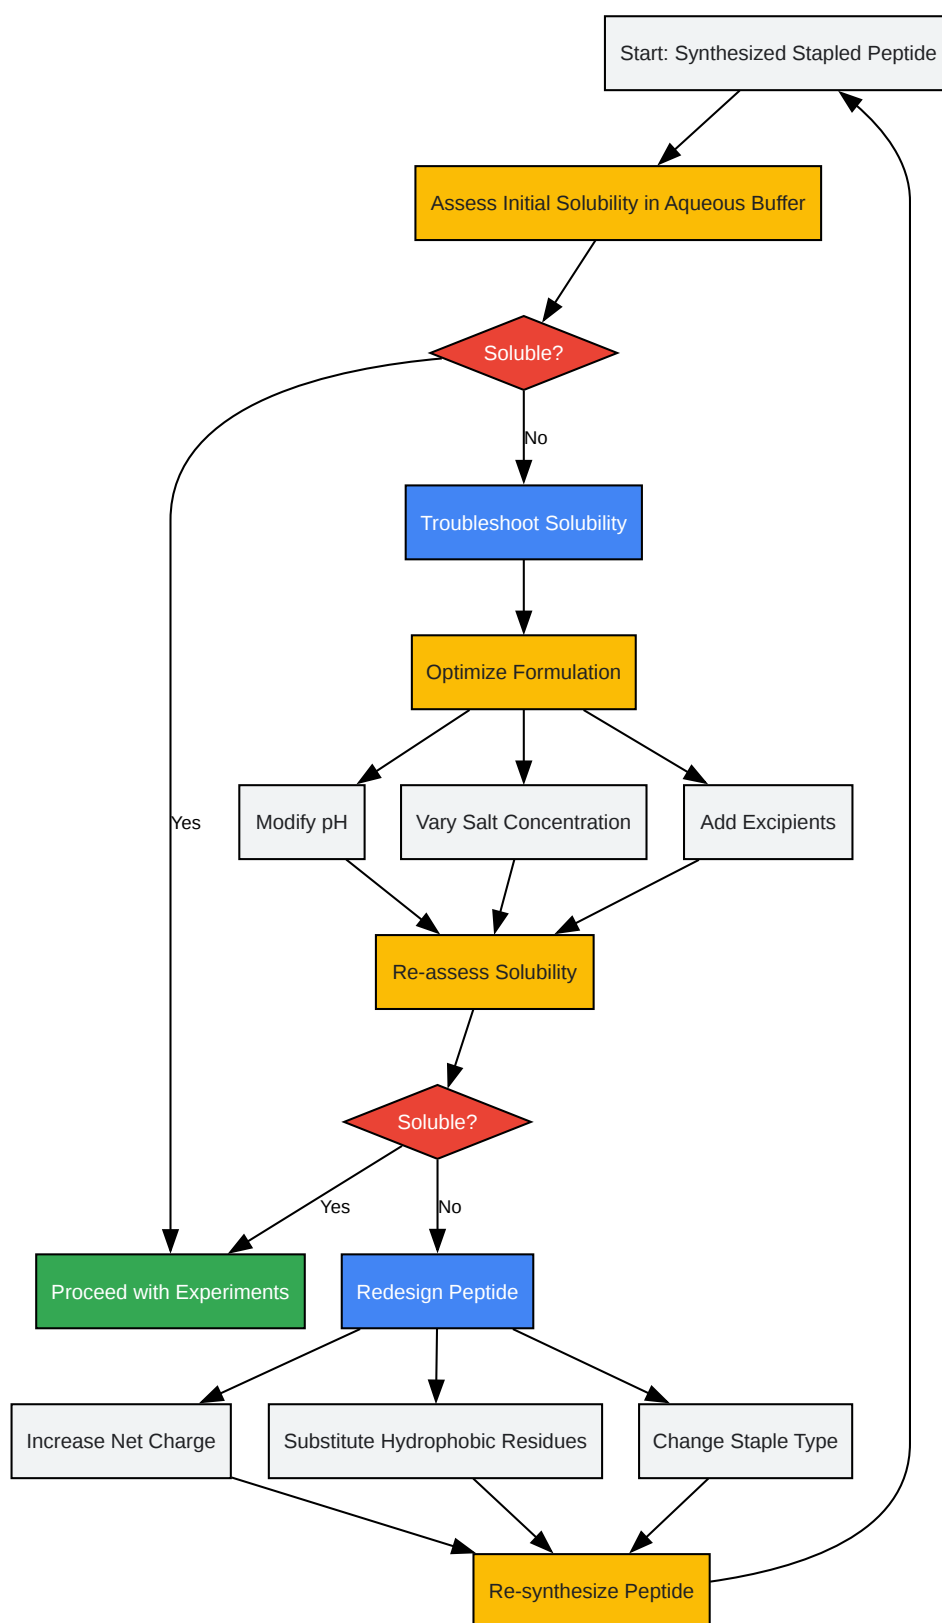 Start: Synthesized Stapled Peptide
Assess Initial Solubility in Aqueous Buffer
Soluble?
No
Troubleshoot Solubility
Optimize Formulation
Yes
Modify pH
Vary Salt Concentration
Add Excipients
Re-assess Solubility
Soluble?
Yes
No
Proceed with Experiments
Redesign Peptide
Increase Net Charge
Substitute Hydrophobic Residues
Change Staple Type
Re-synthesize Peptide